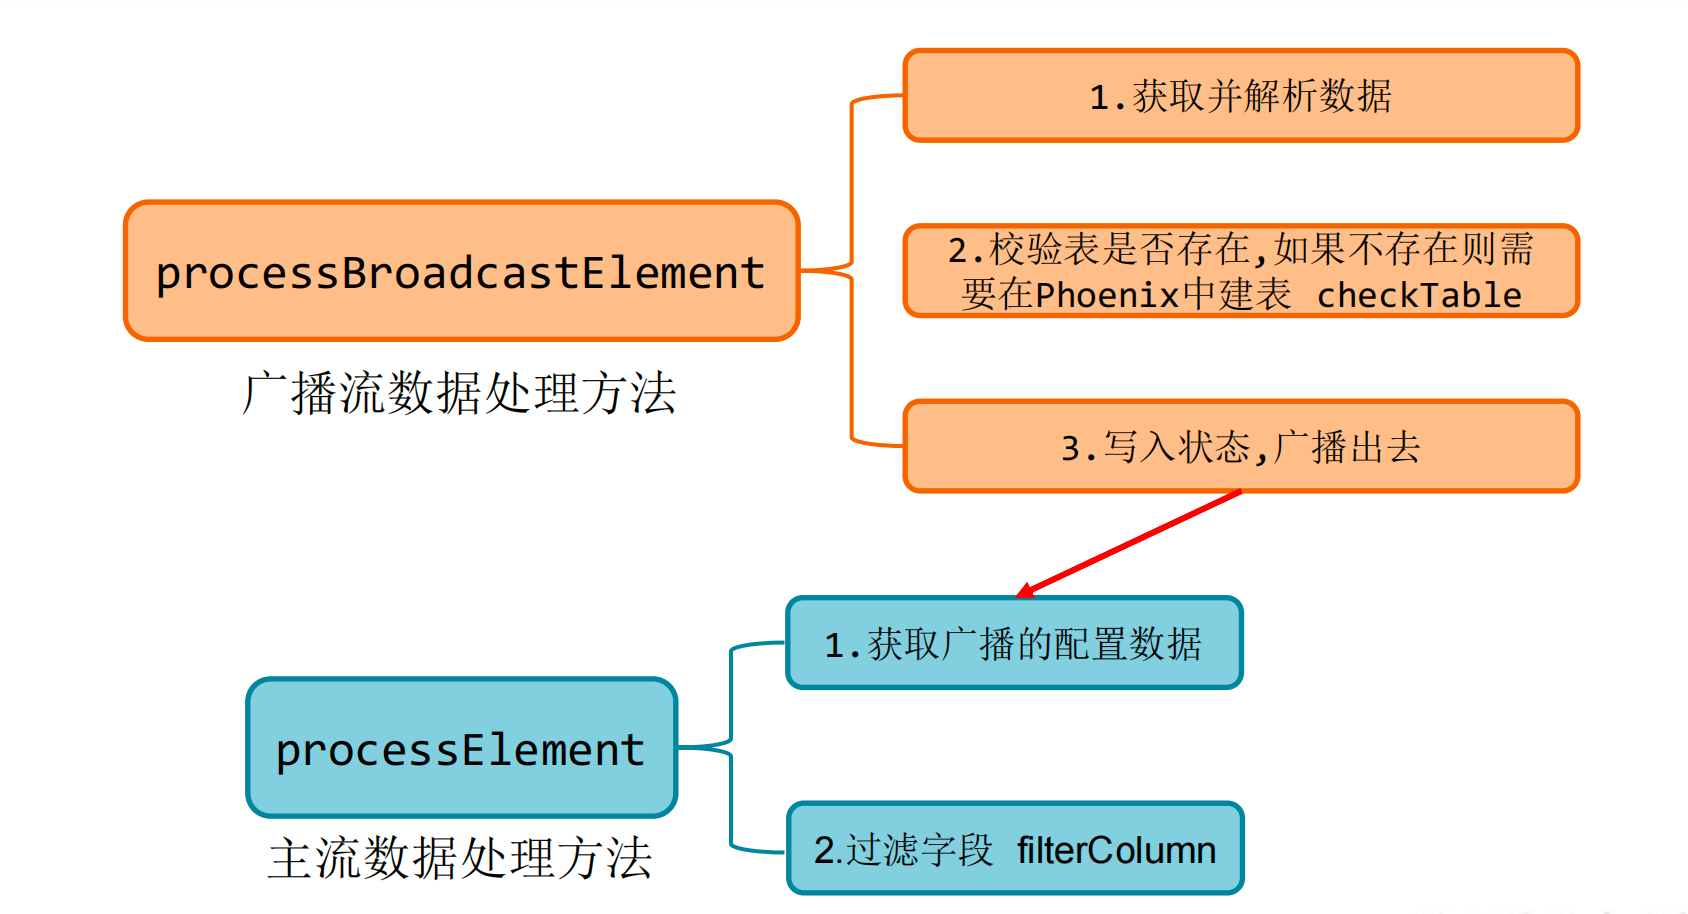 1.获取并解析数据
processBroadcastElement
2.校验表是否存在,如果不存在则需
要在Phoenix中建表 checkTable
广播流数据处理方法
3.写入状态,广播出去
1.获取广播的配置数据
processElement
主流数据处理方法
2.过滤字段 filterColumn